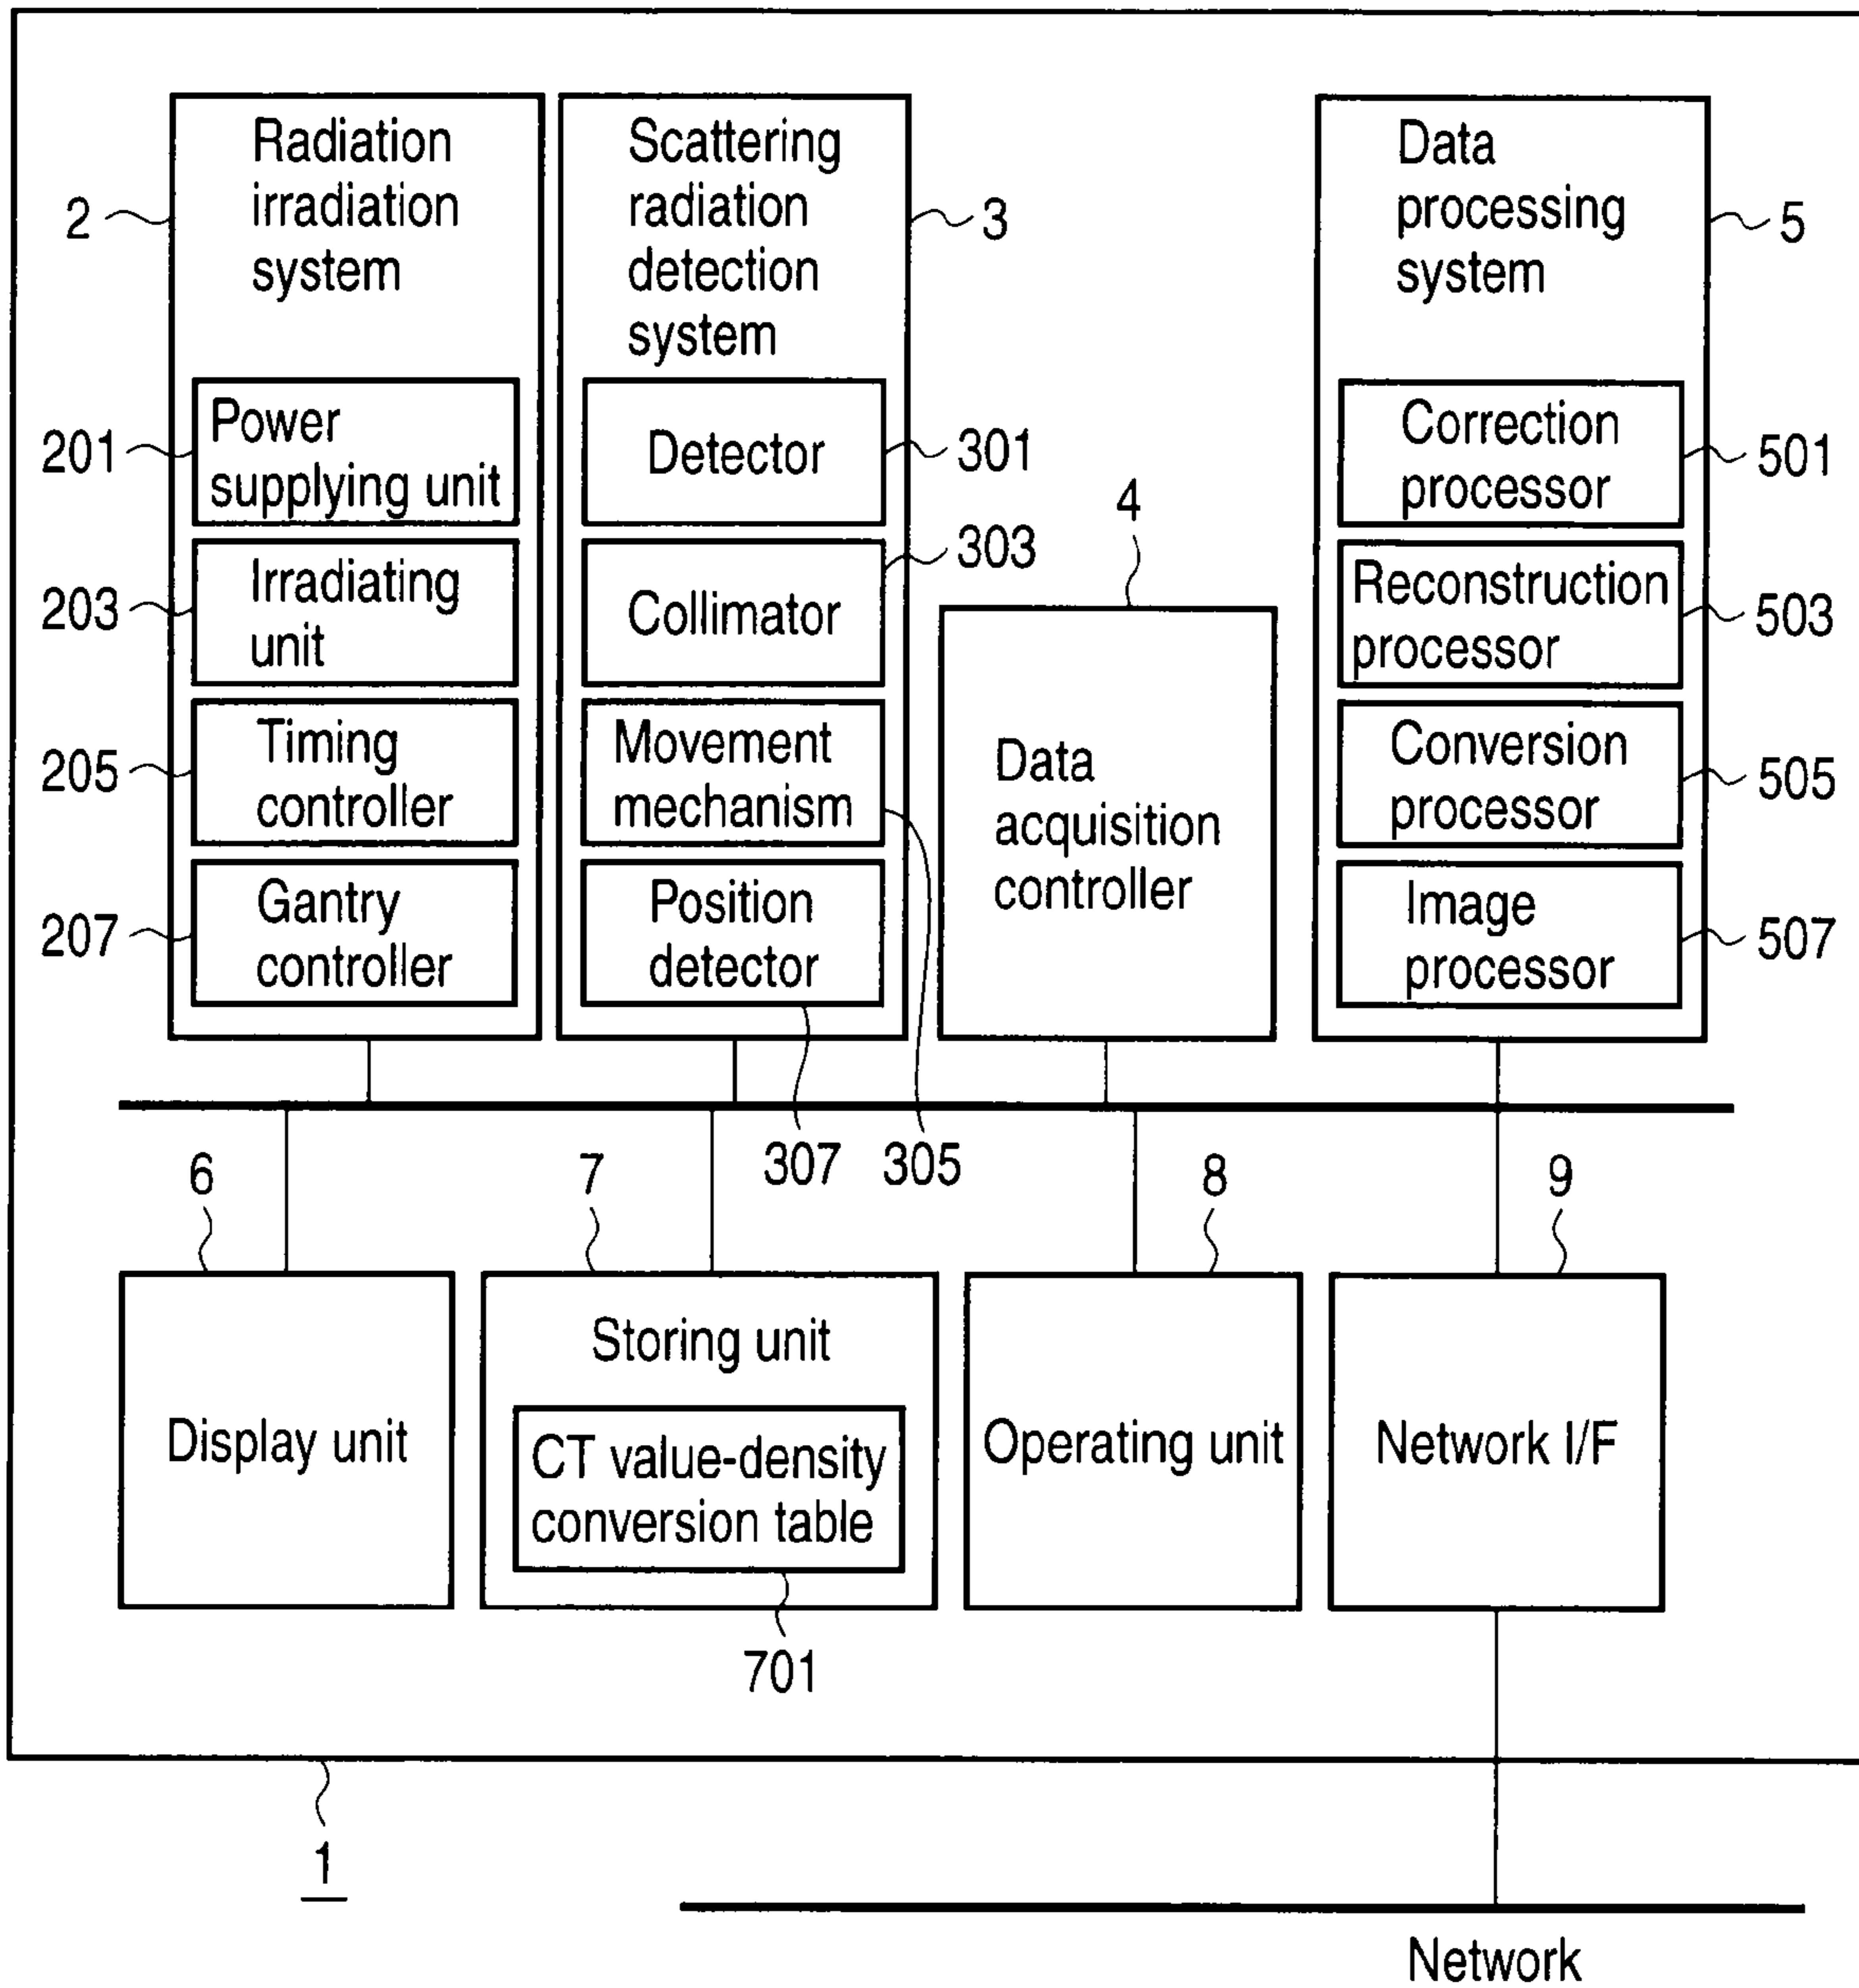 Radiation
irradiation
system
2
201
Power
supplying unit
203
Irradiating
unit
205
Timing
controller
207
Gantry
controller
Scattering
radiation
detection
system
3
Detector
301
Collimator
303
Movement
mechanism
305
Position
detector
307
4
Data
acquisition
controller
Data
processing
system
5
Correction
processor
501
Reconstruction
processor
503
Conversion
processor
505
Image
processor
507
6
Display unit
7
Storing unit
CT value-density
conversion table
701
8
Operating unit
9
Network I/F
1
Network